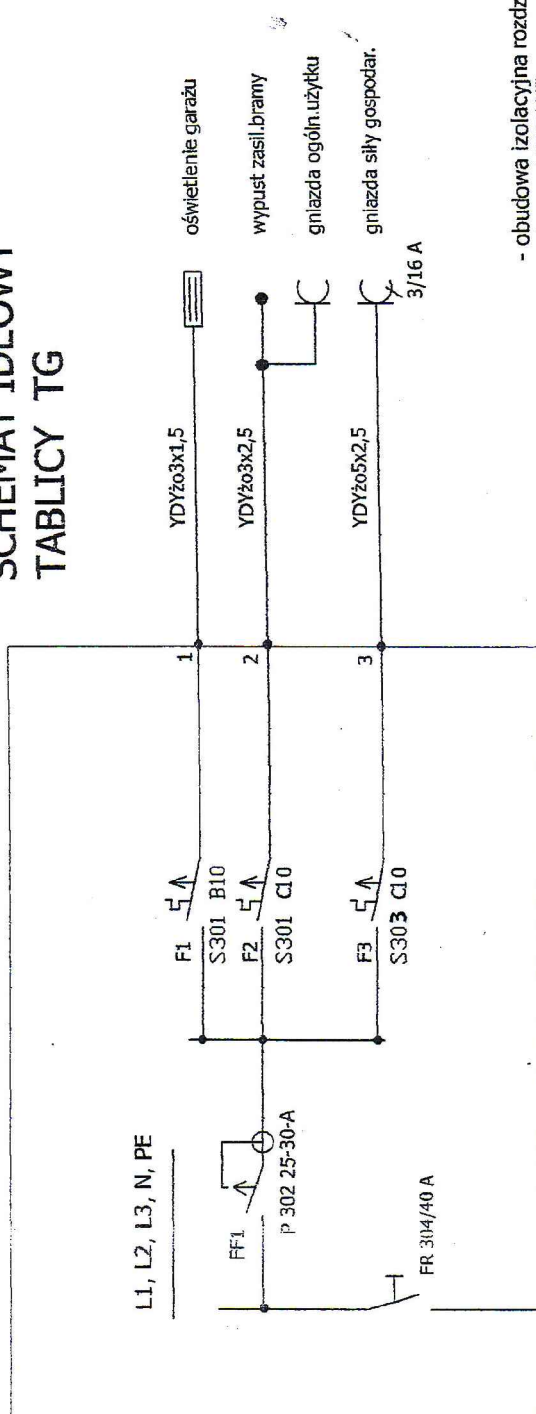 TABLICY TG
oświetlenie garażu
wypust zasil.bramy
gniazda ogóln.użytku
gniazda siły gospodar.
3/16 A
YDYżo3x1,5
YDYżo3x2,5
YDYżo5x2,5
1
2
3
F1
S301 B10
F2
S301 C10
F3
S303 C10
L1, L2, L3, N, PE
FF1
P 302 25-30-A
FR 304/40 A
- obudowa izolacyjna